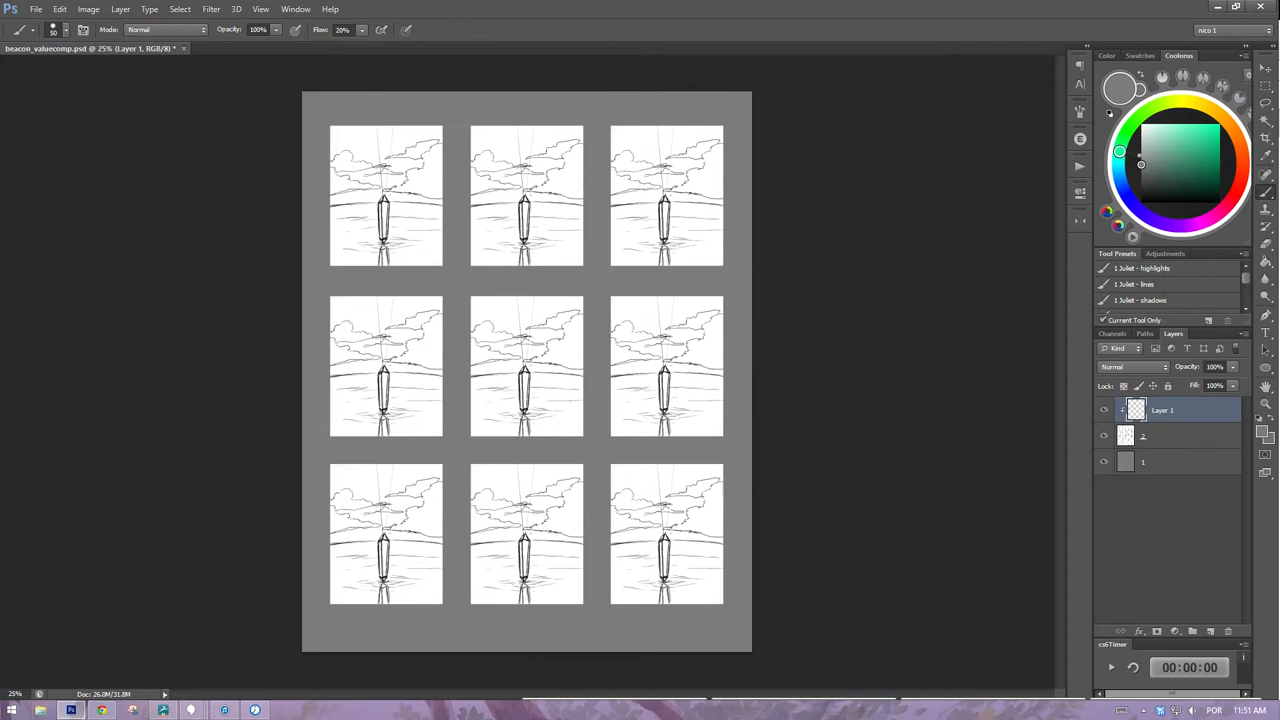 Ps File Edit Image Layer Type Select Filter 3D View Window Help
50 Mode: Normal Opacity: 100% Flow: 20% nico 1
beacon_valuecomp.psd @ 25% (Layer 1, RGB/8) * ×
Color Swatches Coolorus
Tool Presets Adjustments
1 Juliet - highlights
1 Juliet - lines
1 Juliet - shadows
Current Tool Only
Channels Paths Layers
Kind
Normal Opacity: 100%
Lock: Fill: 100%
Layer 1
2
1
fx
cs6Timer
00:00:00
25% Doc: 26.0M/31.8M
Ps POR 11:51 AM